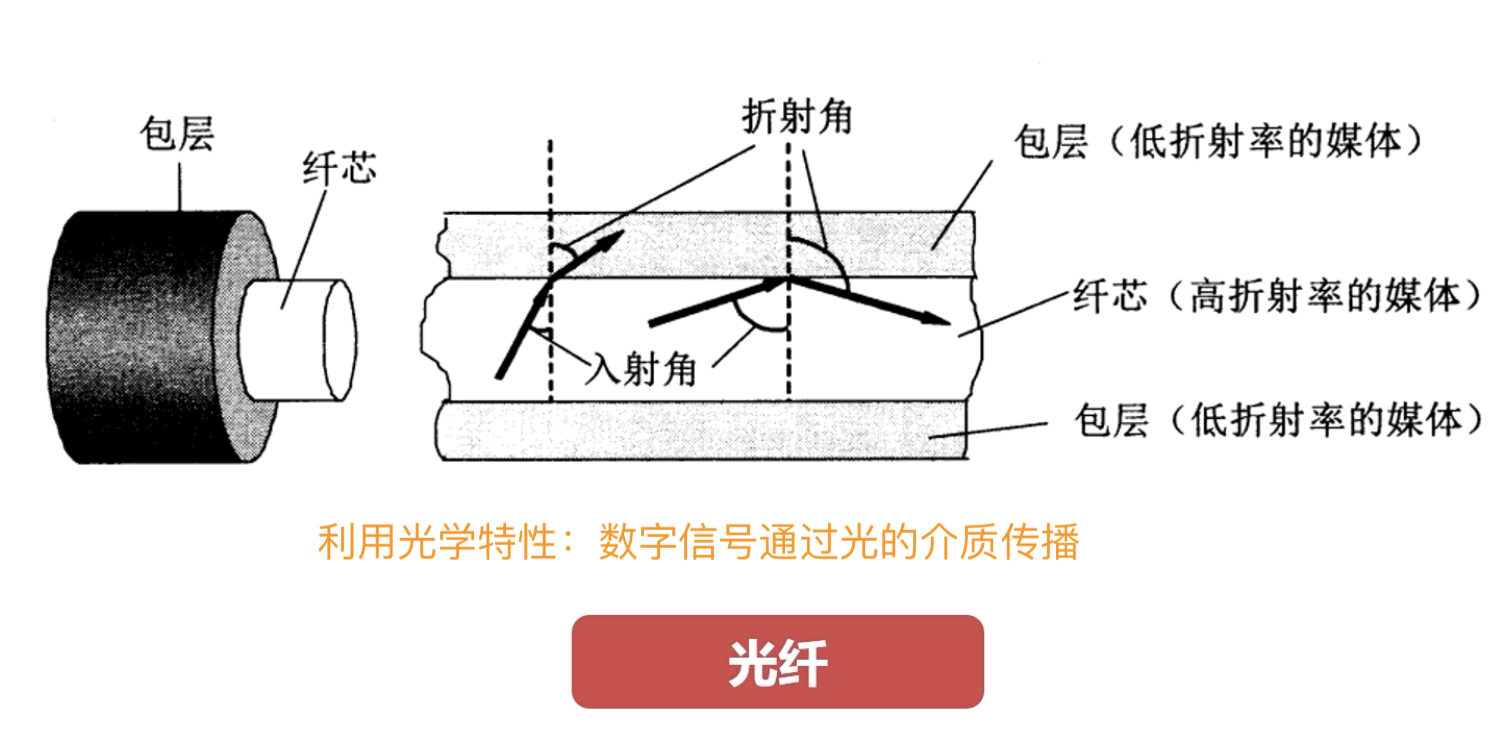 折射角
包层
包层（低折射率的媒体）
纤芯
纤芯（高折射率的媒体）
入射角
包层（低折射率的媒体）
利用光学特性：数字信号通过光的介质传播
光纤